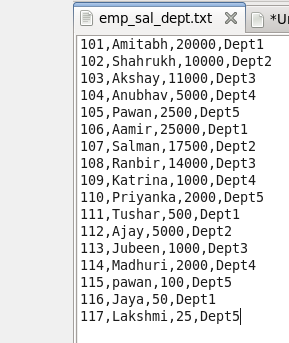 emp_sal_dept.txt
101,Amitabh,20000,Dept1
102,Shahrukh,10000,Dept2
103,Akshay,11000,Dept3
104,Anubhav,5000,Dept4
105,Pawan,2500,Dept5
106,Aamir,25000,Dept1
107,Salman,17500,Dept2
108,Ranbir,14000,Dept3
109,Katrina,1000,Dept4
110,Priyanka,2000,Dept5
111,Tushar,500,Dept1
112,Ajay,5000,Dept2
113,Jubeen,1000,Dept3
114,Madhuri,2000,Dept4
115,pawan,100,Dept5
116,Jaya,50,Dept1
117,Lakshmi,25,Dept5